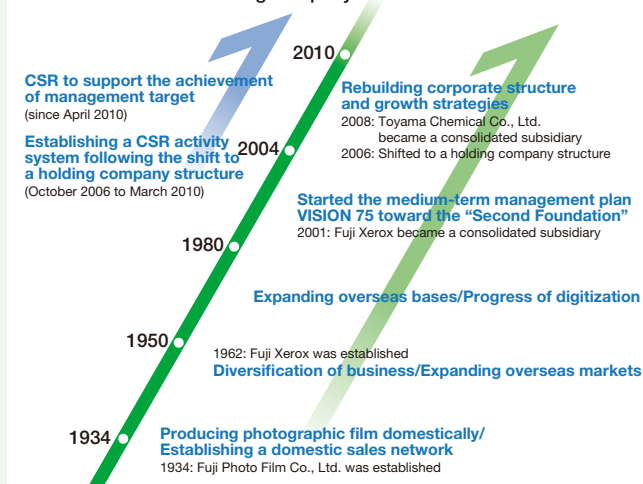 2010
CSR to support the achievement
of management target
(since April 2010)
Rebuilding corporate structure
and growth strategies
2008: Toyama Chemical Co., Ltd.
became a consolidated subsidiary
2006: Shifted to a holding company structure
Establishing a CSR activity
system following the shift to
a holding company structure
(October 2006 to March 2010)
2004
Started the medium-term management plan
VISION 75 toward the “Second Foundation”
2001: Fuji Xerox became a consolidated subsidiary
1980
Expanding overseas bases/Progress of digitization
1950
1962: Fuji Xerox was established
Diversification of business/Expanding overseas markets
1934
Producing photographic film domestically/
Establishing a domestic sales network
1934: Fuji Photo Film Co., Ltd. was established